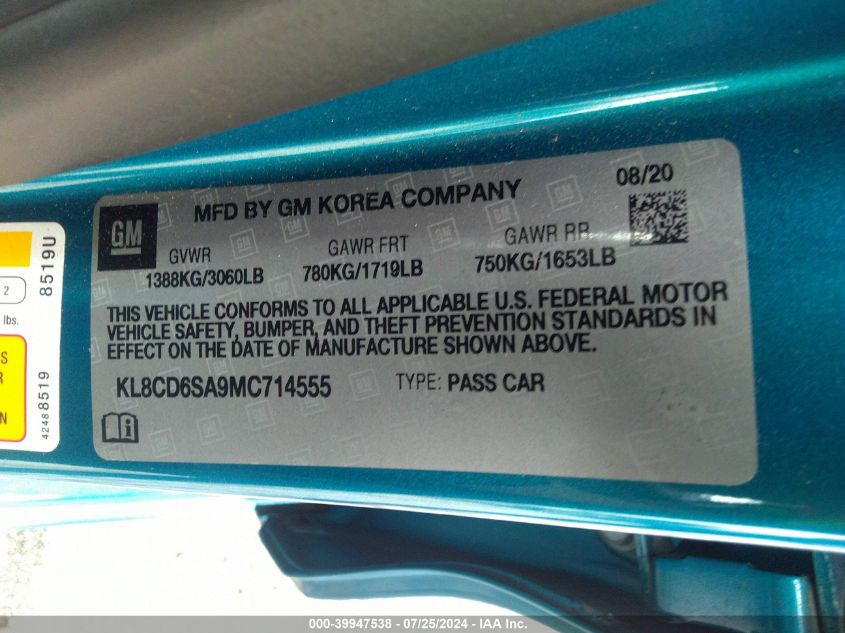 MFD BY GM KOREA COMPANY
08/20
GM
GVWR
1388KG/3060LB
GAWR FRT
780KG/1719LB
GAWR RR
750KG/1653LB
THIS VEHICLE CONFORMS TO ALL APPLICABLE U.S. FEDERAL MOTOR
VEHICLE SAFETY, BUMPER, AND THEFT PREVENTION STANDARDS IN
EFFECT ON THE DATE OF MANUFACTURE SHOWN ABOVE.
KL8CD6SA9MC714555
TYPE: PASS CAR
8519U
2
lbs.
S
R
N
42488519
000-39947538 - 07/25/2024 - IAA Inc.